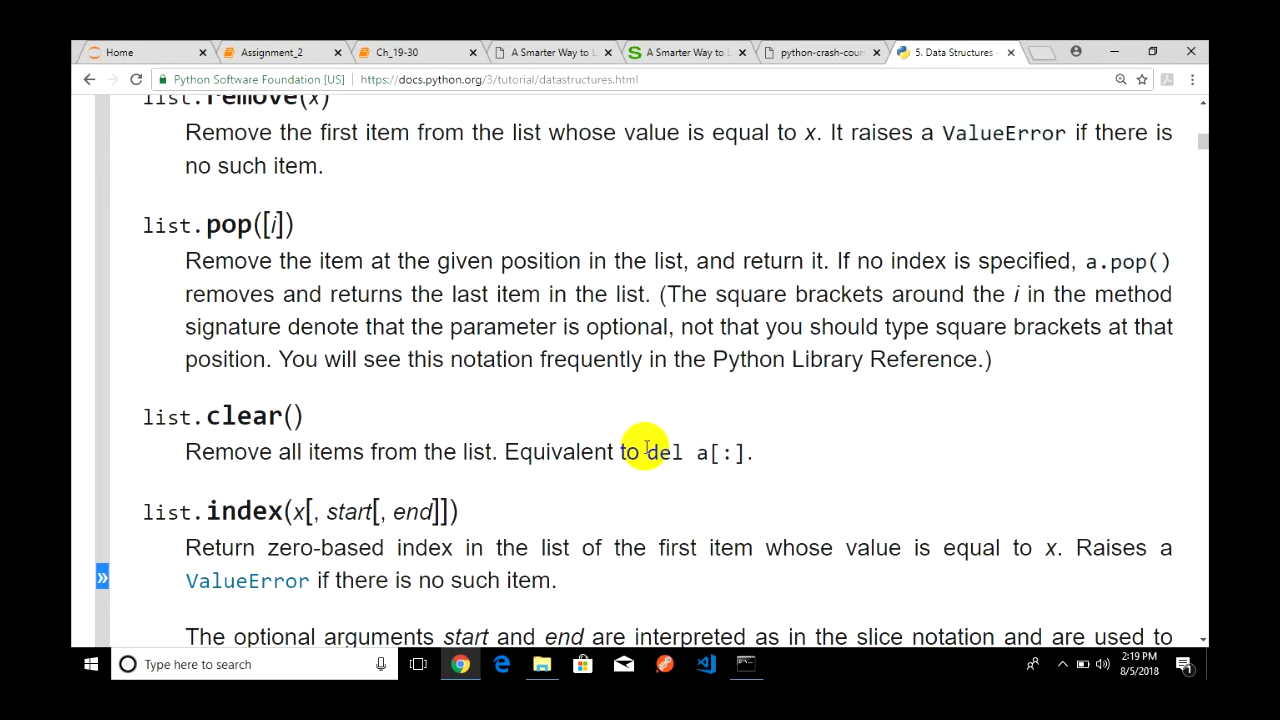 Home
Assignment_2
Ch_19-30
A Smarter Way to L
A Smarter Way to L
python-crash-cour
5. Data Structures
Python Software Foundation [US] https://docs.python.org/3/tutorial/datastructures.html
list.remove(x)
Remove the first item from the list whose value is equal to x. It raises a ValueError if there is
no such item.
list.pop([i])
Remove the item at the given position in the list, and return it. If no index is specified, a.pop()
removes and returns the last item in the list. (The square brackets around the i in the method
signature denote that the parameter is optional, not that you should type square brackets at that
position. You will see this notation frequently in the Python Library Reference.)
list.clear()
Remove all items from the list. Equivalent to del a[:].
list.index(x[, start[, end]])
Return zero-based index in the list of the first item whose value is equal to x. Raises a
ValueError if there is no such item.
The optional arguments start and end are interpreted as in the slice notation and are used to
Type here to search
2:19 PM
8/5/2018